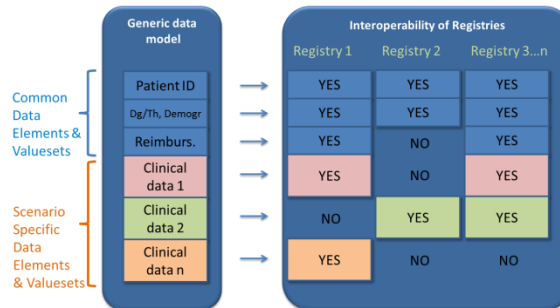 Generic data
model
Interoperability of Registries
Registry 1
Registry 2
Registry 3...n
Common
Data
Elements &
Valuesets
Patient ID
YES
YES
YES
Dg/Th, Demogr
YES
YES
YES
Reimburs.
YES
NO
YES
Scenario
Specific
Data
Elements
& Valuesets
Clinical
data 1
YES
NO
YES
Clinical
data 2
NO
YES
YES
Clinical
data n
YES
NO
NO